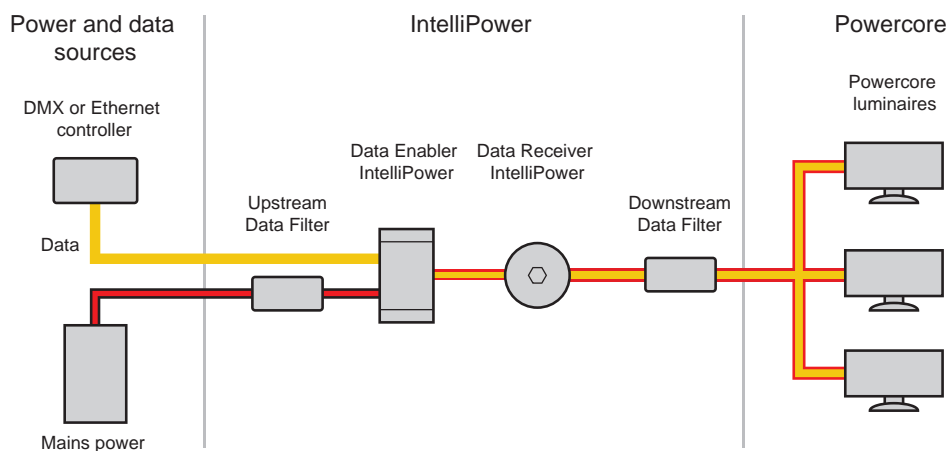 Power and data
sources
IntelliPower
Powercore
DMX or Ethernet
controller
Powercore
luminaires
Data Enabler
IntelliPower
Data Receiver
IntelliPower
Upstream
Data Filter
Downstream
Data Filter
Data
Mains power